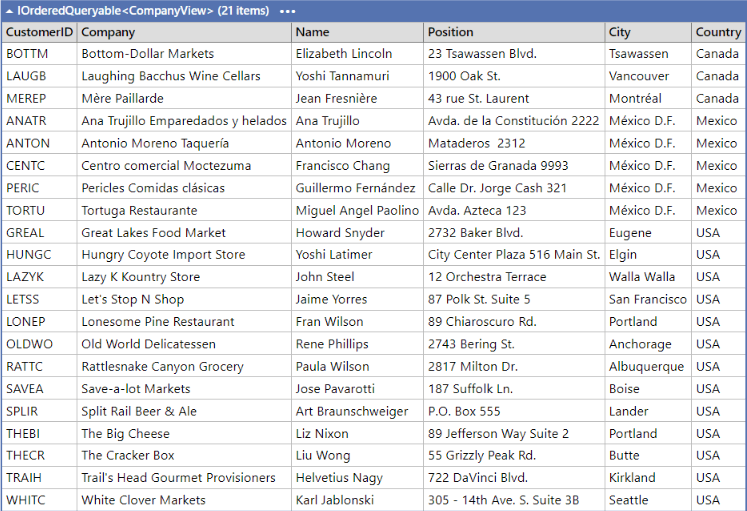 IOrderedQueryable<CompanyView> (21 items) •••
CustomerID Company Name Position City Country
BOTTM Bottom-Dollar Markets Elizabeth Lincoln 23 Tsawassen Blvd. Tsawassen Canada
LAUGB Laughing Bacchus Wine Cellars Yoshi Tannamuri 1900 Oak St. Vancouver Canada
MEREP Mère Paillarde Jean Fresnière 43 rue St. Laurent Montréal Canada
ANATR Ana Trujillo Emparedados y helados Ana Trujillo Avda. de la Constitución 2222 México D.F. Mexico
ANTON Antonio Moreno Taquería Antonio Moreno Mataderos  2312 México D.F. Mexico
CENTC Centro comercial Moctezuma Francisco Chang Sierras de Granada 9993 México D.F. Mexico
PERIC Pericles Comidas clásicas Guillermo Fernández Calle Dr. Jorge Cash 321 México D.F. Mexico
TORTU Tortuga Restaurante Miguel Angel Paolino Avda. Azteca 123 México D.F. Mexico
GREAL Great Lakes Food Market Howard Snyder 2732 Baker Blvd. Eugene USA
HUNGC Hungry Coyote Import Store Yoshi Latimer City Center Plaza 516 Main St. Elgin USA
LAZYK Lazy K Kountry Store John Steel 12 Orchestra Terrace Walla Walla USA
LETSS Let's Stop N Shop Jaime Yorres 87 Polk St. Suite 5 San Francisco USA
LONEP Lonesome Pine Restaurant Fran Wilson 89 Chiaroscuro Rd. Portland USA
OLDWO Old World Delicatessen Rene Phillips 2743 Bering St. Anchorage USA
RATTC Rattlesnake Canyon Grocery Paula Wilson 2817 Milton Dr. Albuquerque USA
SAVEA Save-a-lot Markets Jose Pavarotti 187 Suffolk Ln. Boise USA
SPLIR Split Rail Beer & Ale Art Braunschweiger P.O. Box 555 Lander USA
THEBI The Big Cheese Liz Nixon 89 Jefferson Way Suite 2 Portland USA
THECR The Cracker Box Liu Wong 55 Grizzly Peak Rd. Butte USA
TRAIH Trail's Head Gourmet Provisioners Helvetius Nagy 722 DaVinci Blvd. Kirkland USA
WHITC White Clover Markets Karl Jablonski 305 - 14th Ave. S. Suite 3B Seattle USA